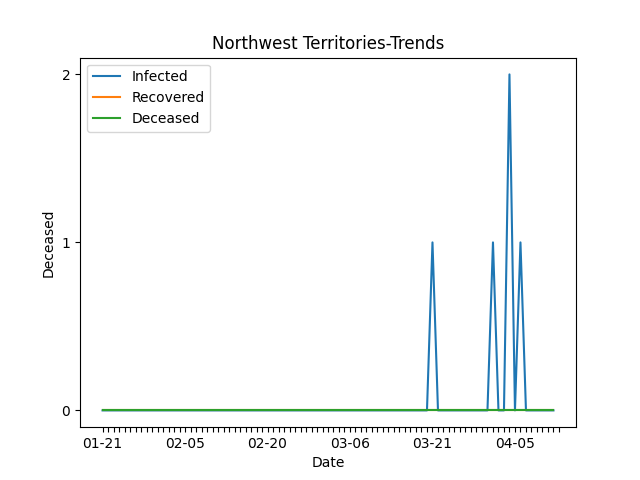 Northwest Territories-Trends
Infected
Recovered
Deceased
2
1
0
Deceased
01-21 02-05 02-20 03-06 03-21 04-05
Date